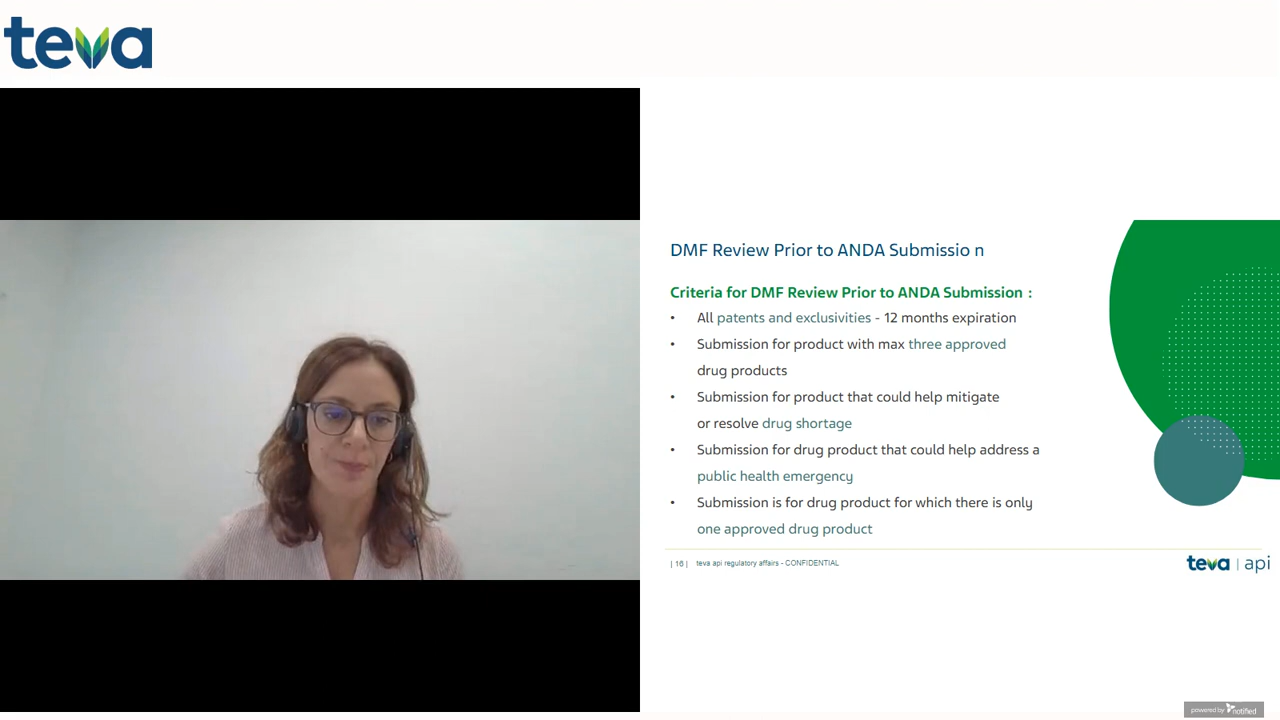 teva
DMF Review Prior to ANDA Submissio n
Criteria for DMF Review Prior to ANDA Submission :
• All patents and exclusivities - 12 months expiration
• Submission for product with max three approved
drug products
• Submission for product that could help mitigate
or resolve drug shortage
• Submission for drug product that could help address a
public health emergency
• Submission is for drug product for which there is only
one approved drug product
| 16 | teva api regulatory affairs - CONFIDENTIAL
teva | api
powered by notified